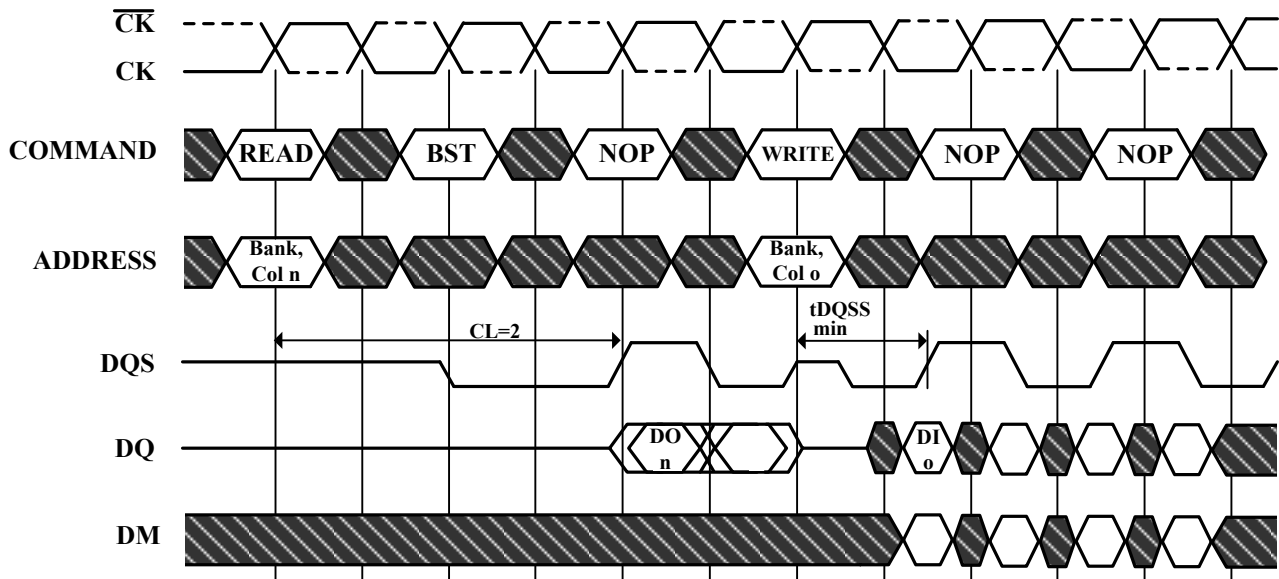 C̅K̅
CK
COMMAND READ BST NOP WRITE NOP NOP
ADDRESS
Bank,
Col n
Bank,
Col o
CL=2
tDQSS
min
DQS
DQ
DO
n
DI
o
DM